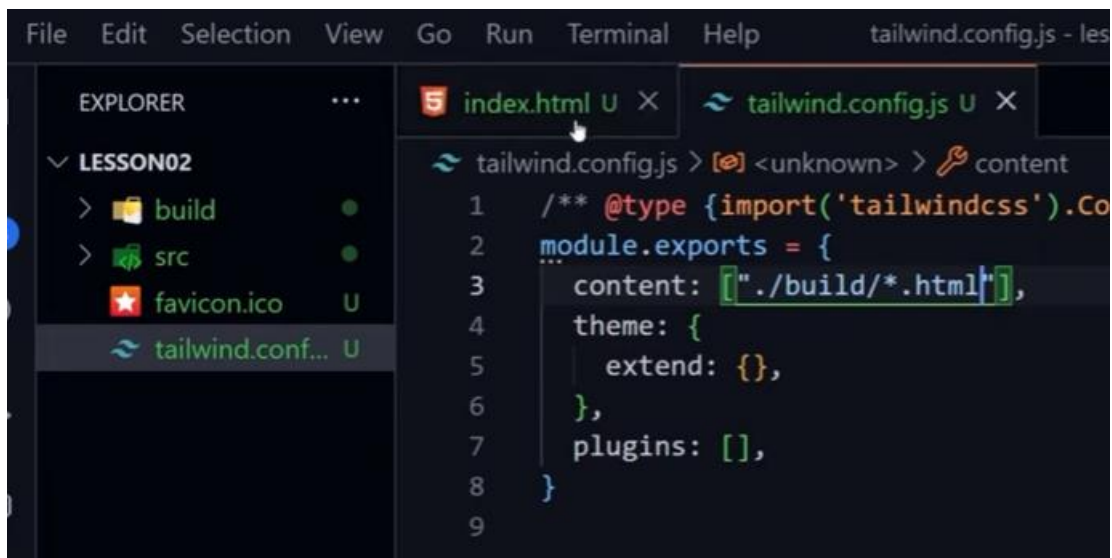 File Edit Selection View Go Run Terminal Help tailwind.config.js - les
EXPLORER ...
LESSON02
build
src
favicon.ico U
tailwind.conf... U
index.html U
tailwind.config.js U
tailwind.config.js > <unknown> > content
1 /** @type {import('tailwindcss').Co
2 module.exports = {
3 content: ["./build/*.html"],
4 theme: {
5 extend: {},
6 },
7 plugins: [],
8 }
9